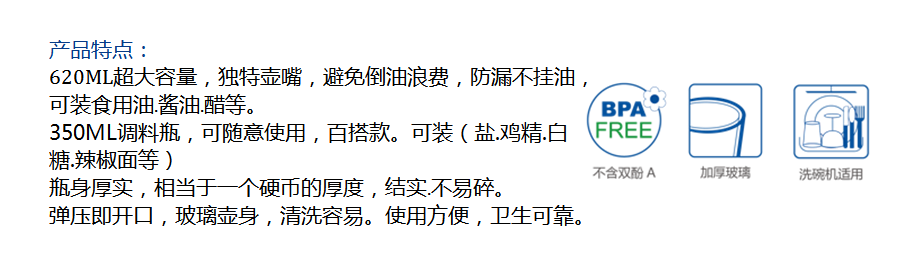 产品特点：
620ML超大容量，独特壶嘴，避免倒油浪费，防漏不挂油，
可装食用油.酱油.醋等。
350ML调料瓶，可随意使用，百搭款。可装（盐.鸡精.白
糖.辣椒面等）
瓶身厚实，相当于一个硬币的厚度，结实.不易碎。
弹压即开口，玻璃壶身，清洗容易。使用方便，卫生可靠。
BPA
FREE
不含双酚 A
加厚玻璃
洗碗机适用